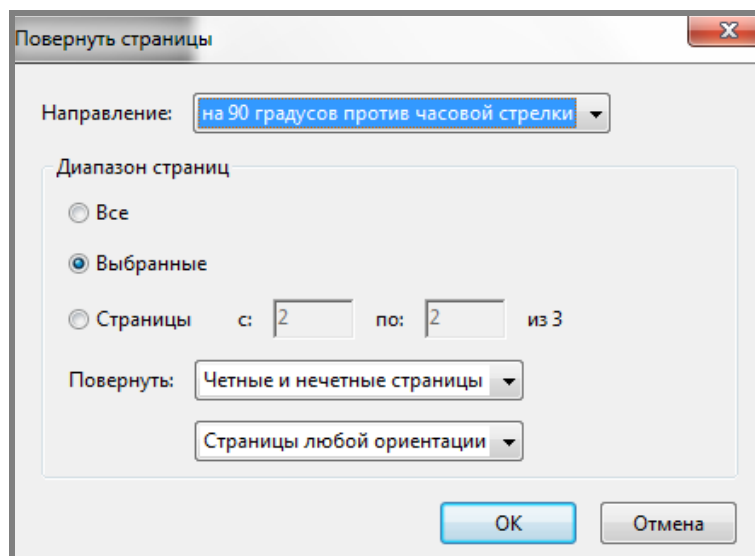 Повернуть страницы
Направление: на 90 градусов против часовой стрелки
Диапазон страниц
Все
Выбранные
Страницы с: 2 по: 2 из 3
Повернуть: Четные и нечетные страницы
Страницы любой ориентации
OK Отмена